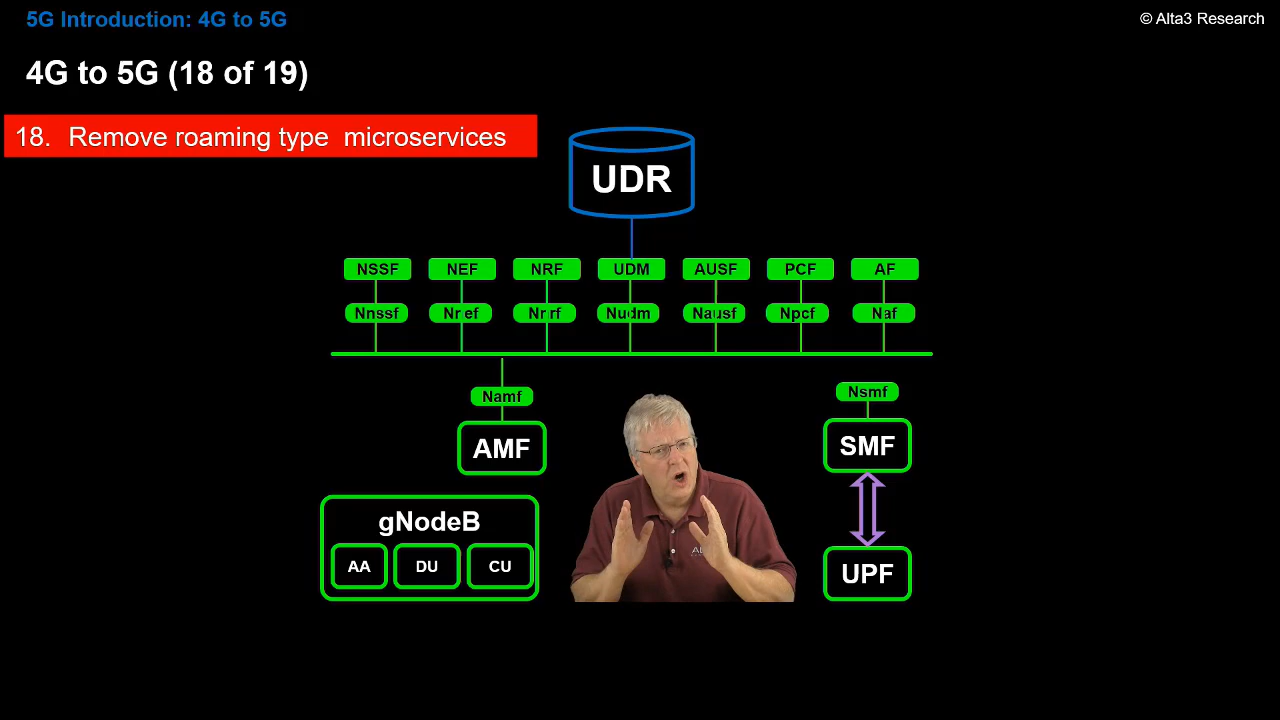 5G Introduction: 4G to 5G
© Alta3 Research
4G to 5G (18 of 19)
18. Remove roaming type microservices
UDR
NSSF NEF NRF UDM AUSF PCF AF
Nnssf Nnef Nnrf Nudm Nausf Npcf Naf
Namf
Nsmf
AMF
SMF
gNodeB
AA DU CU
UPF